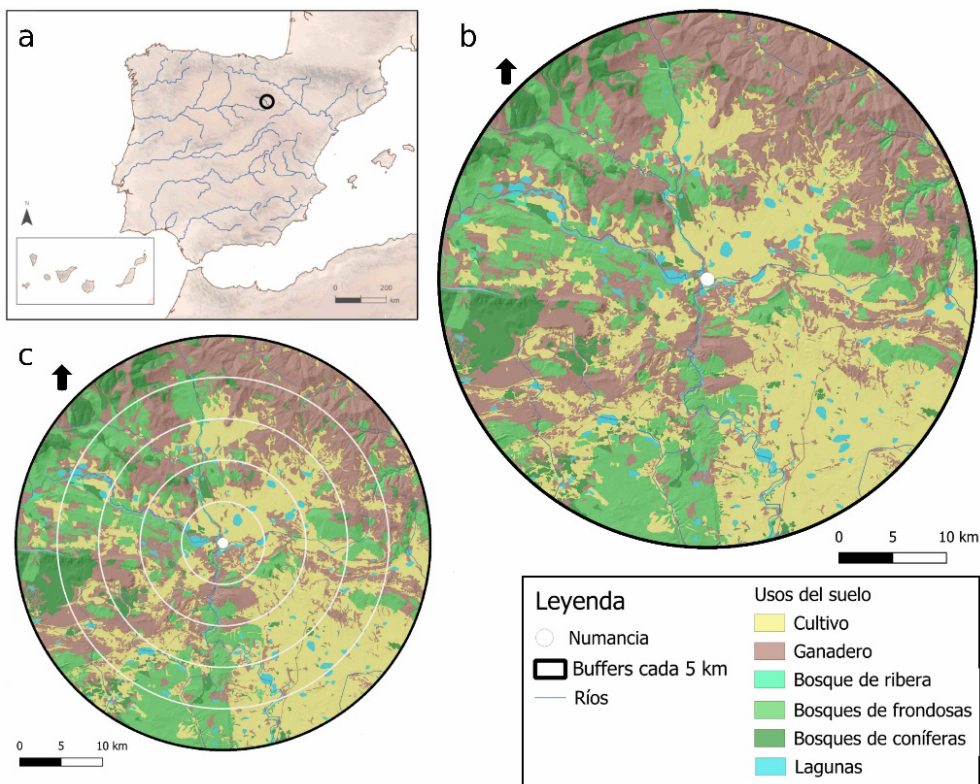 a
N
0 200
km
b
0 5 10 km
c
0 5 10 km
Leyenda
Numancia
Buffers cada 5 km
Ríos
Usos del suelo
Cultivo
Ganadero
Bosque de ribera
Bosques de frondosas
Bosques de coníferas
Lagunas